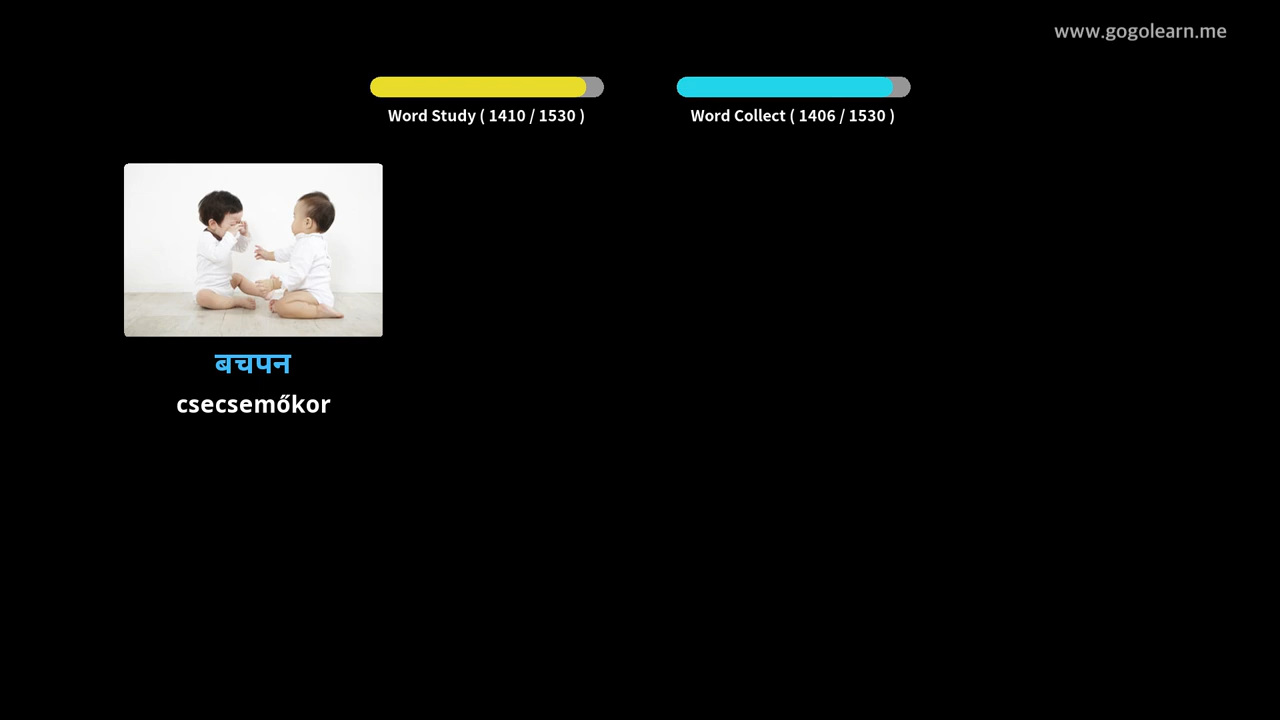 www.gogolearn.me
Word Study ( 1410 / 1530 )
Word Collect ( 1406 / 1530 )
बचपन
csecsemőkor